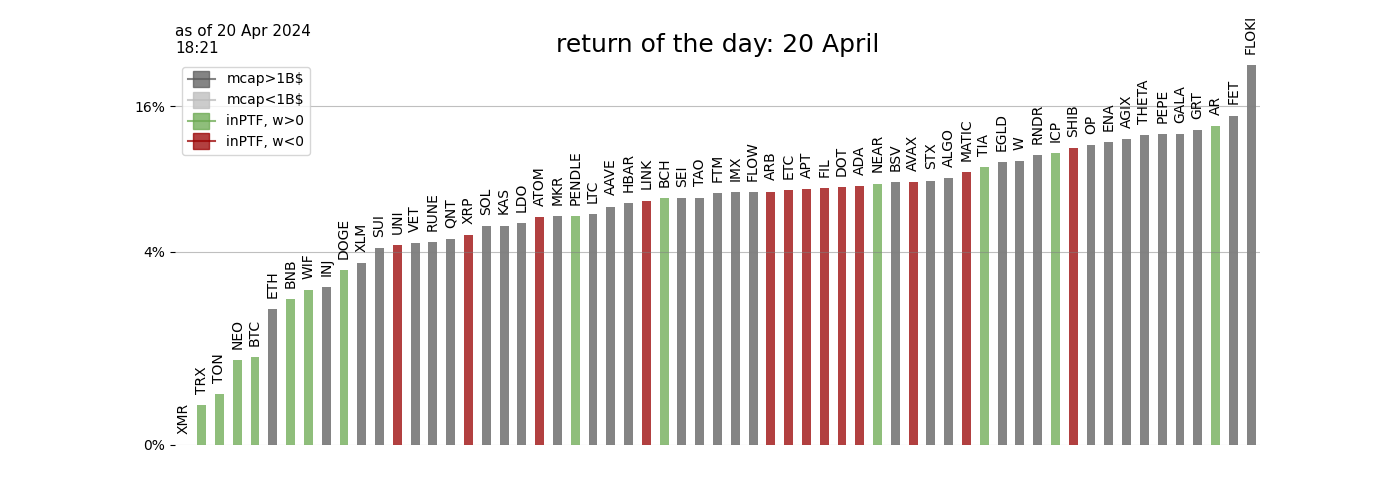 as of 20 Apr 2024
18:21
return of the day: 20 April
mcap>1B$
mcap<1B$
inPTF, w>0
inPTF, w<0
16%
4%
0%
XMR
TRX
TON
NEO
BTC
ETH
BNB
WIF
INJ
DOGE
XLM
SUI
UNI
VET
RUNE
QNT
XRP
SOL
KAS
LDO
ATOM
MKR
PENDLE
LTC
AAVE
HBAR
LINK
BCH
SEI
TAO
FTM
IMX
FLOW
ARB
ETC
APT
FIL
DOT
ADA
NEAR
BSV
AVAX
STX
ALGO
MATIC
TIA
EGLD
W
RNDR
ICP
SHIB
OP
ENA
AGIX
THETA
PEPE
GALA
GRT
AR
FET
FLOKI